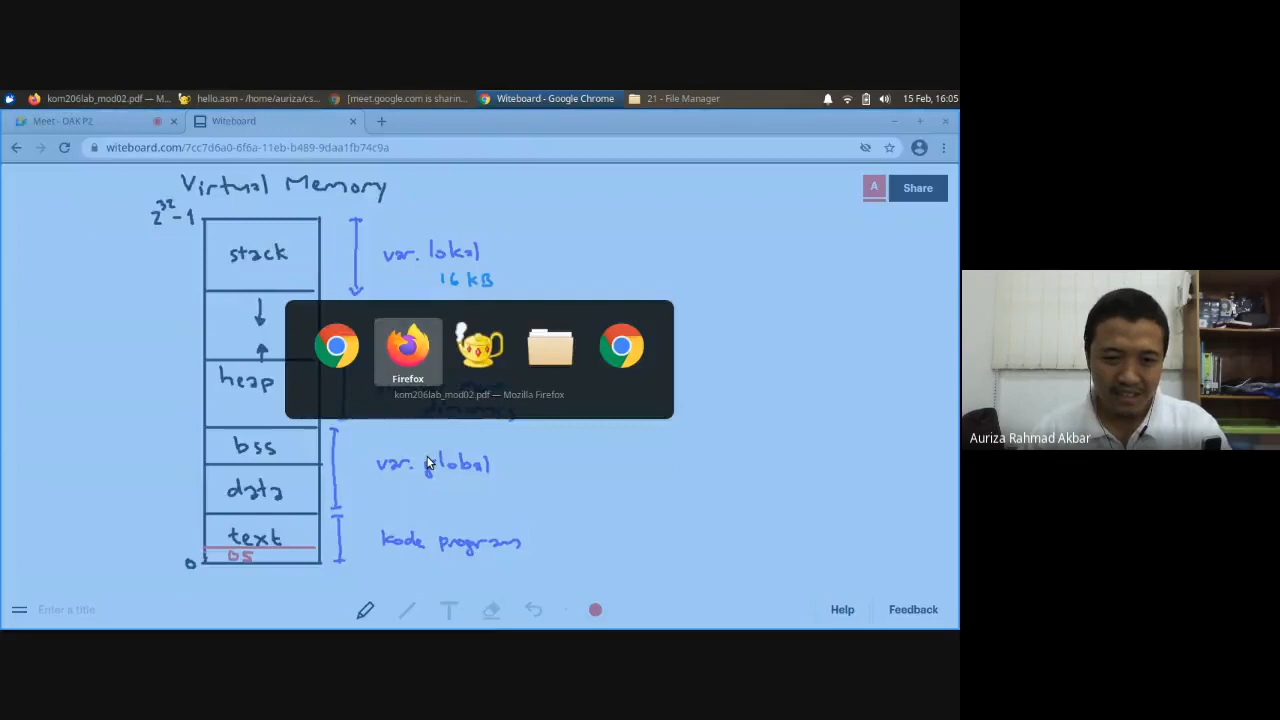 kom206lab_mod02.pdf — M...
hello.asm - /home/auriza/cs...
[meet.google.com is sharin...
Witeboard - Google Chrome
21 - File Manager
15 Feb, 16:05
Meet - OAK P2
Witeboard
witeboard.com/7cc7d6a0-6f6a-11eb-b489-9daa1fb74c9a
A
Share
Virtual Memory
2^32 - 1
stack
var. lokal
16 kB
Firefox
kom206lab_mod02.pdf — Mozilla Firefox
heap
bss
var. global
data
text
kode program
OS
0
Enter a title
T
Help
Feedback
Auriza Rahmad Akbar